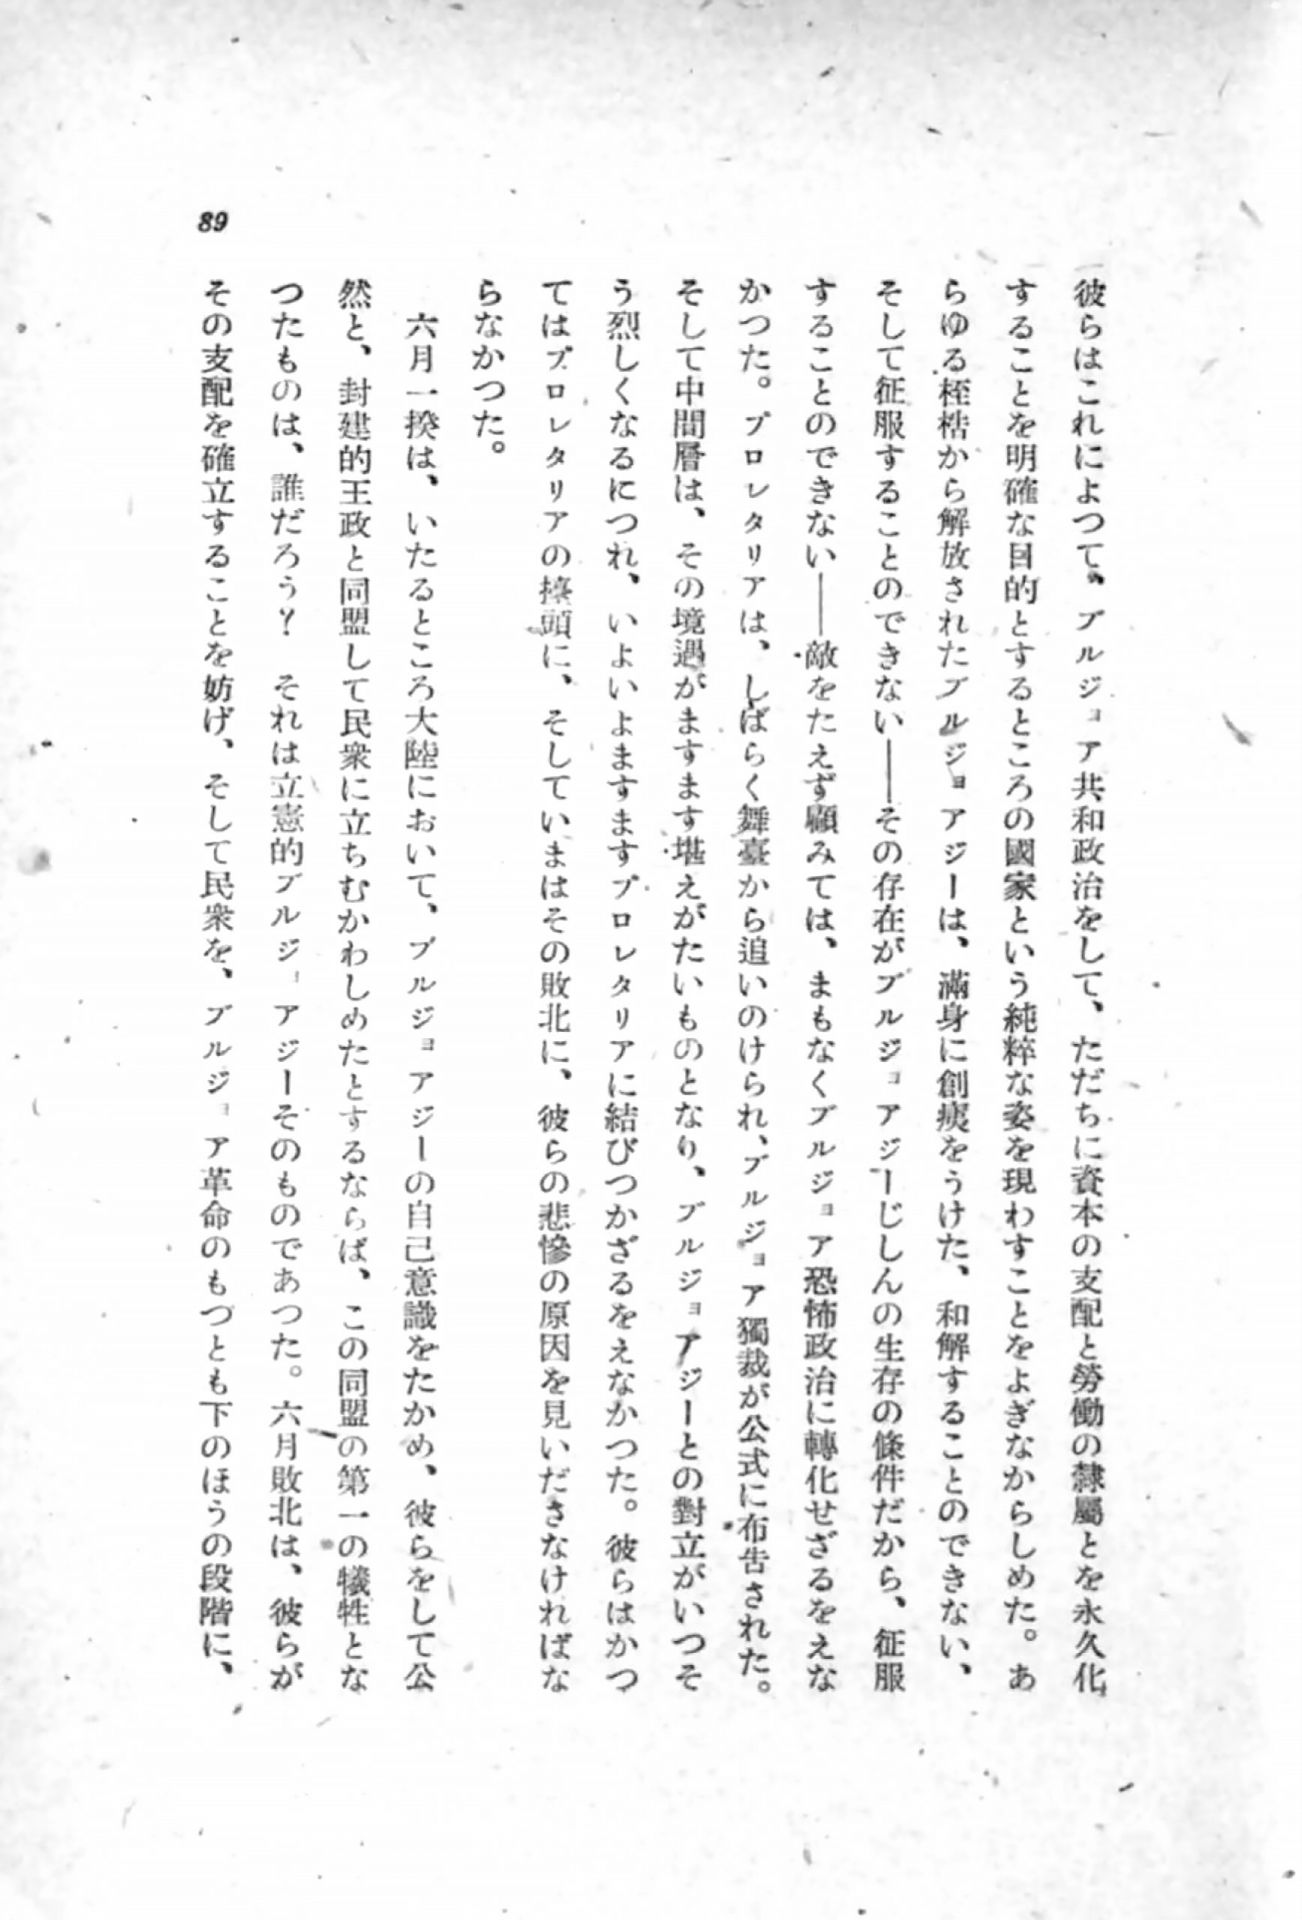 彼らはこれによつて、ブルジョア共和政治をして、ただちに資本の支配と勞働の隷屬とを永久化
することを明確な目的とするところの國家という純粹な姿を現わすことをよぎなからしめた。あ
らゆる桎梏から解放されたブルジョアジーは、滿身に創痍をうけた、和解することのできない、
そして征服することのできない――その存在がブルジョアジーじしんの生存の條件だから、征服
することのできない――敵をたえず顧みては、まもなくブルジョア恐怖政治に轉化せざるをえな
かつた。プロレタリアは、しばらく舞臺から追いのけられ、ブルジョア獨裁が公式に布吿された。
そして中間層は、その境遇がますます堪えがたいものとなり、ブルジョアジーとの對立がいつそ
う烈しくなるにつれ、いよいよますますプロレタリアに結びつかざるをえなかつた。彼らはかつ
てはプロレタリアの擡頭に、そしていまはその敗北に、彼らの悲慘の原因を見いださなければな
らなかつた。
六月一揆は、いたるところ大陸において、ブルジョアジーの自己意識をたかめ、彼らをして公
然と、封建的王政と同盟して民衆に立ちむかわしめたとするならば、この同盟の第一の犠牲とな
つたものは、誰だろう？　それは立憲的ブルジョアジーそのものであつた。六月敗北は、彼らが
その支配を確立することを妨げ、そして民衆を、ブルジョア革命のもつとも下のほうの段階に、
89